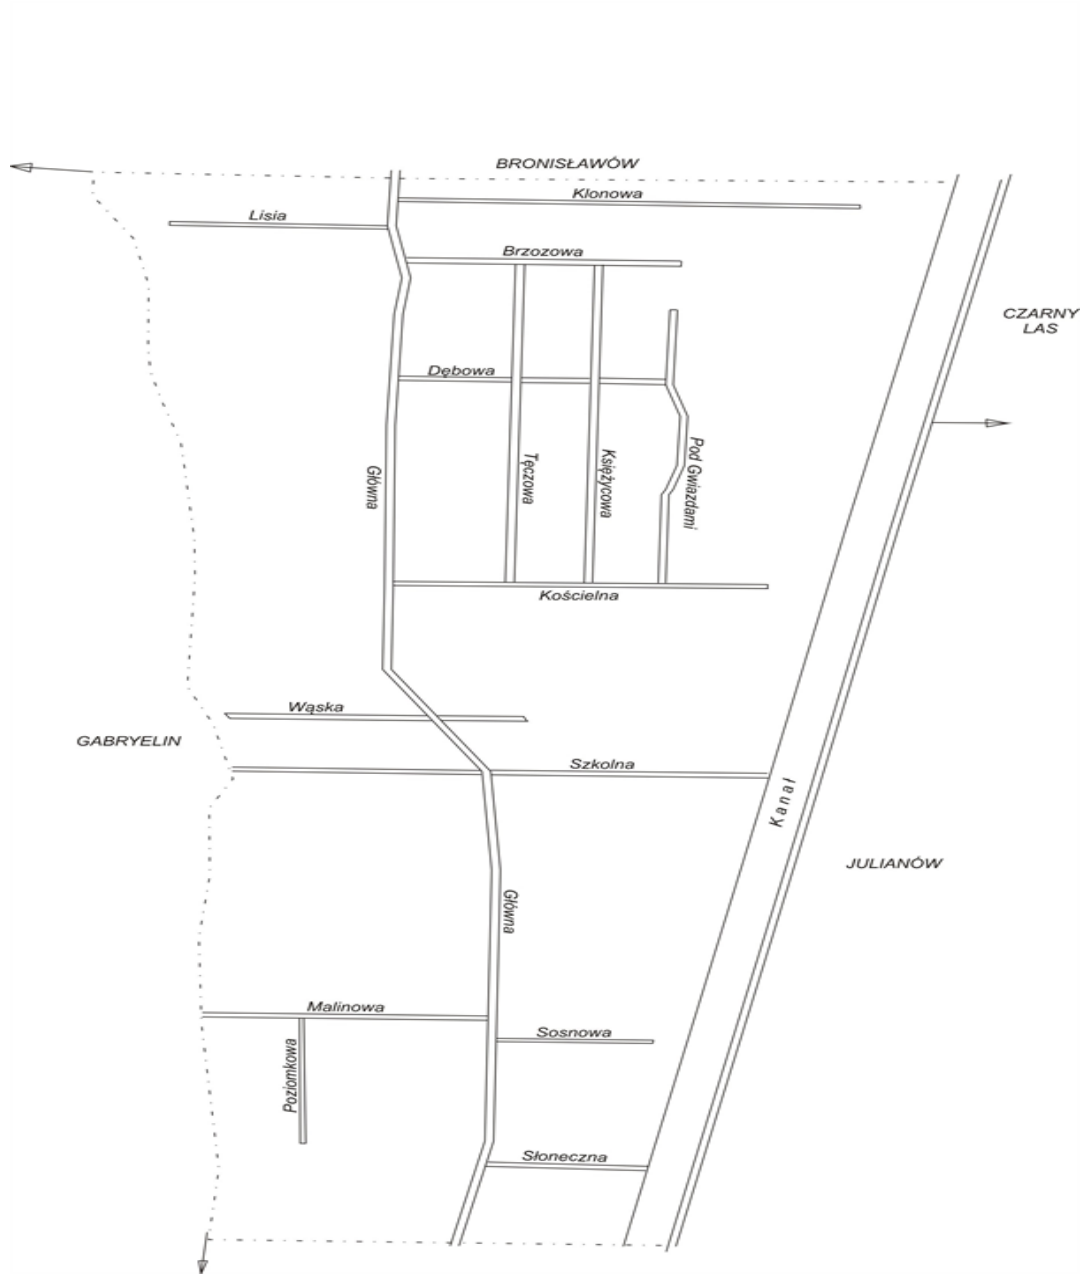 BRONISŁAWÓW
Klonowa
Lisia
Brzozowa
CZARNY
LAS
Dębowa
Główna
Tęczowa
Księżycowa
Pod Gwiazdami
Kościelna
Wąska
GABRYELIN
Szkolna
Kanał
JULIANÓW
Główna
Malinowa
Sosnowa
Poziomkowa
Słoneczna